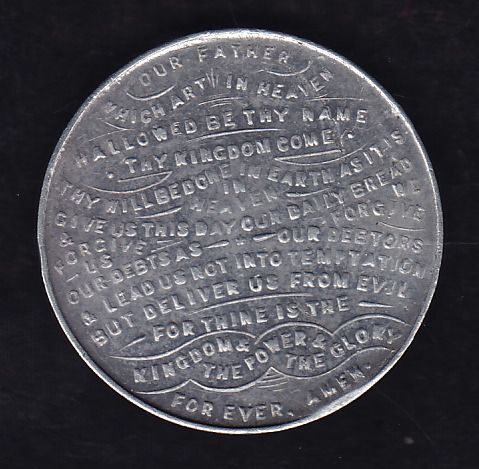 OUR FATHER
WHICH ART IN HEAVEN
HALLOWED BE THY NAME
· THY KINGDOM COME ·
THY WILL BE DONE IN EARTH AS IT IS
IN
HEAVEN
GIVE US THIS DAY OUR DAILY BREAD
& FORGIVE US
OUR DEBTS AS WE FORGIVE
OUR DEBTORS
& LEAD US NOT INTO TEMPTATION
BUT DELIVER US FROM EVIL
— FOR THINE IS THE —
KINGDOM & THE POWER & THE GLORY
FOR EVER. AMEN.